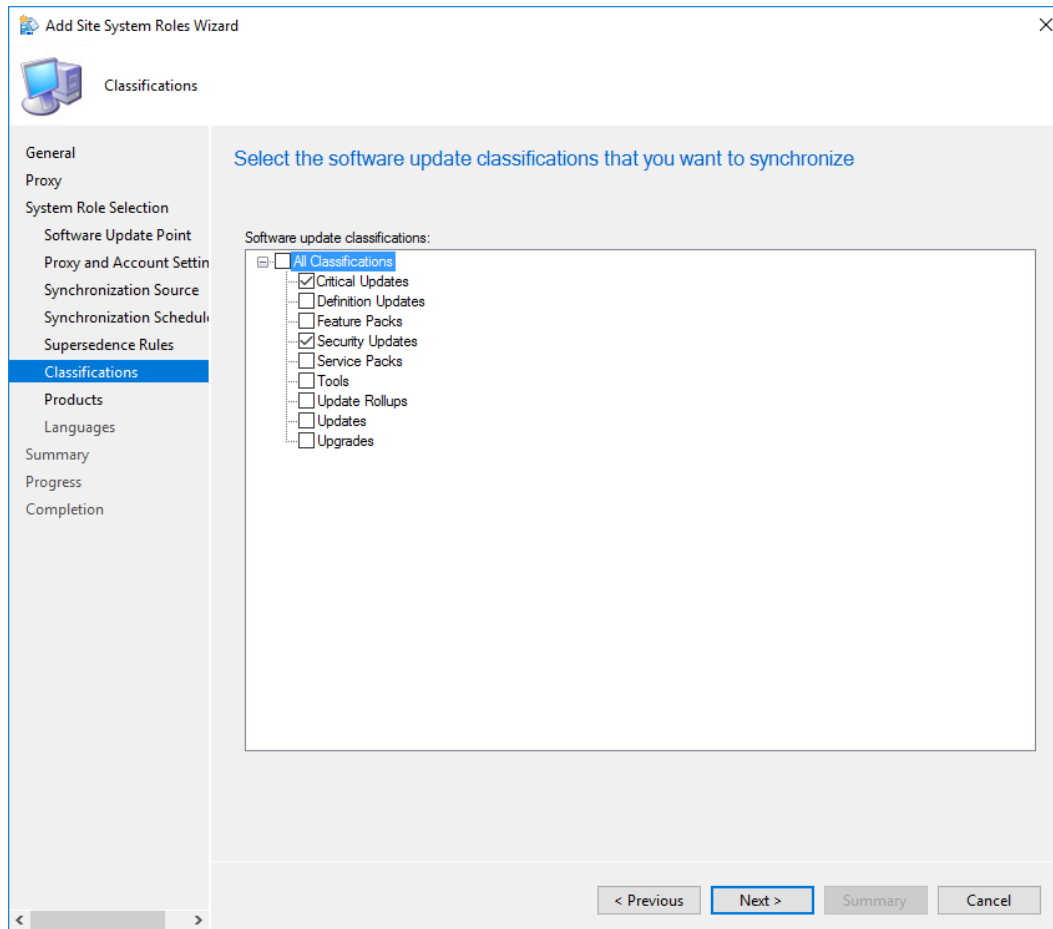 Add Site System Roles Wizard
Classifications
General
Proxy
System Role Selection
Software Update Point
Proxy and Account Settin
Synchronization Source
Synchronization Schedul
Supersedence Rules
Classifications
Products
Languages
Summary
Progress
Completion
Select the software update classifications that you want to synchronize
Software update classifications:
All Classifications
Critical Updates
Definition Updates
Feature Packs
Security Updates
Service Packs
Tools
Update Rollups
Updates
Upgrades
< Previous
Next >
Summary
Cancel